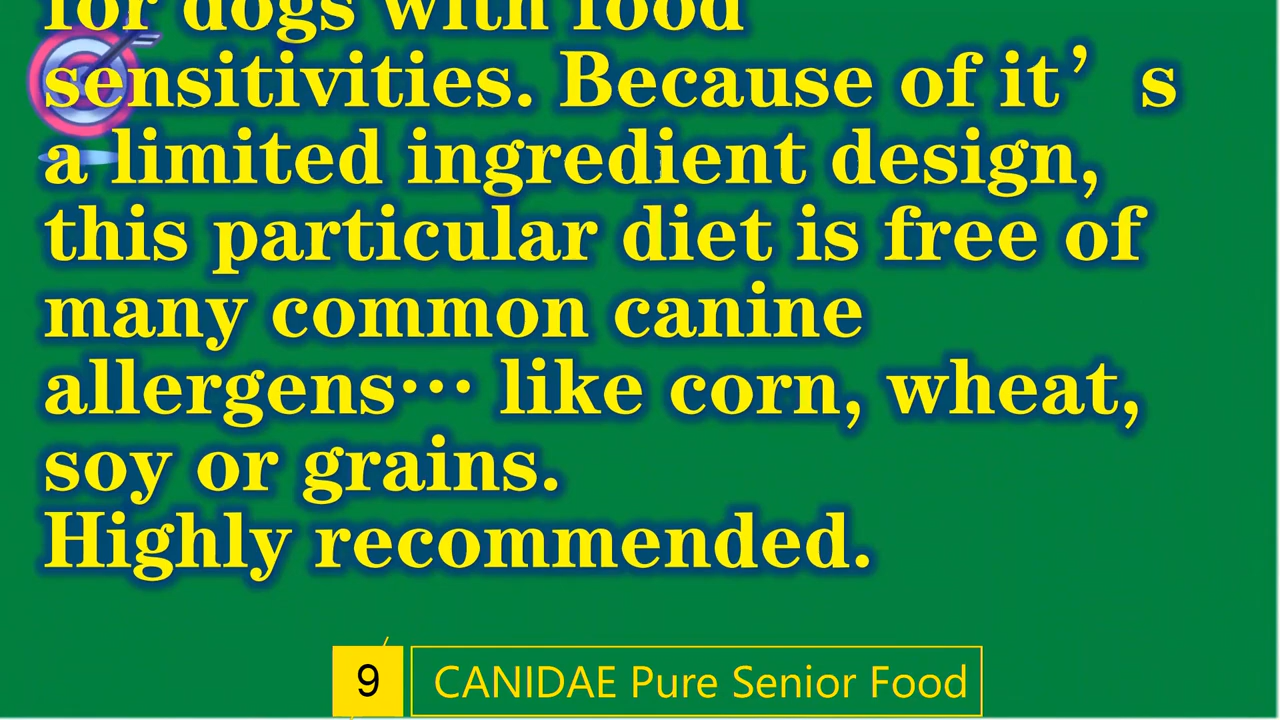 for dogs with food
sensitivities. Because of it’s
a limited ingredient design,
this particular diet is free of
many common canine
allergens… like corn, wheat,
soy or grains.
Highly recommended.
9 CANIDAE Pure Senior Food